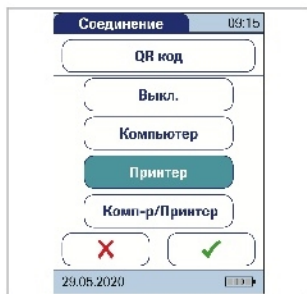 Соединение 09:15
QR код
Выкл.
Компьютер
Принтер
Комп-р/Принтер
29.05.2020